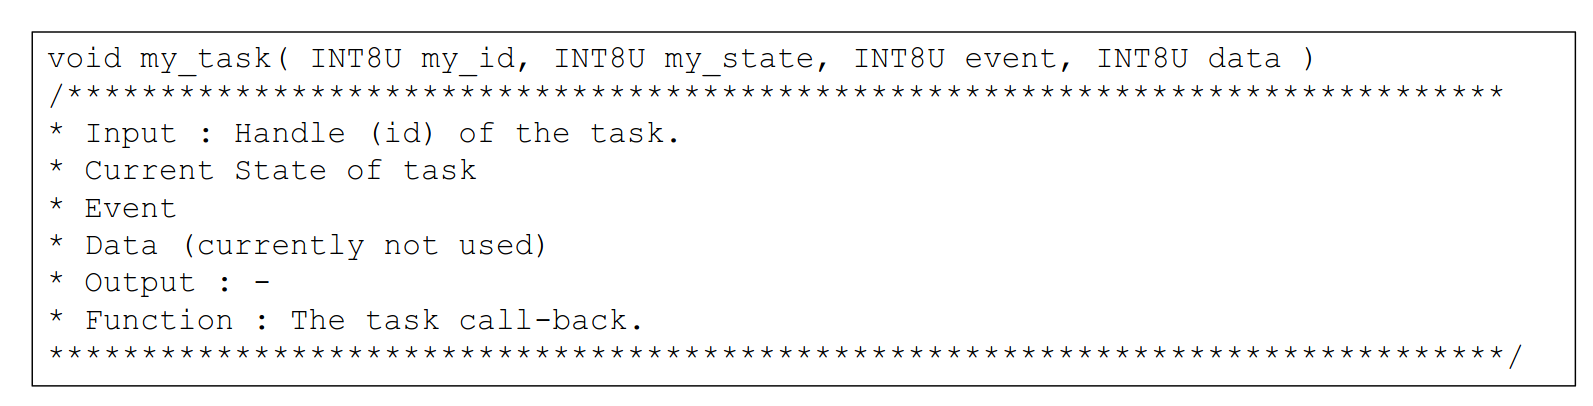 void my_task( INT8U my_id, INT8U my_state, INT8U event, INT8U data )
/*****************************************************************************
* Input : Handle (id) of the task.
* Current State of task
* Event
* Data (currently not used)
* Output : -
* Function : The task call-back.
******************************************************************************/